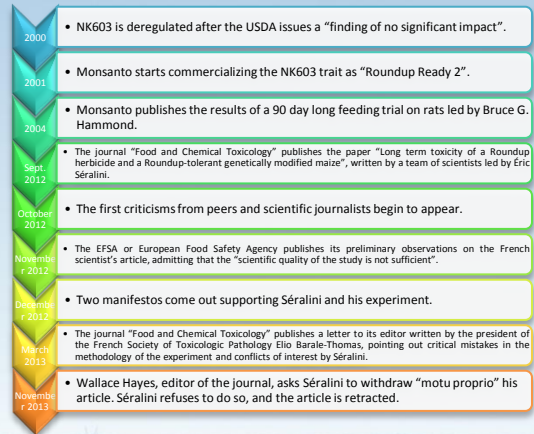 2000
• NK603 is deregulated after the USDA issues a “finding of no significant impact”.
2001
• Monsanto starts commercializing the NK603 trait as “Roundup Ready 2”.
2004
• Monsanto publishes the results of a 90 day long feeding trial on rats led by Bruce G.
Hammond.
Sept.
2012
• The journal “Food and Chemical Toxicology” publishes the paper “Long term toxicity of a Roundup
herbicide and a Roundup-tolerant genetically modified maize”, written by a team of scientists led by Éric
Séralini.
October
2012
• The first criticisms from peers and scientific journalists begin to appear.
Novembe
r 2012
• The EFSA or European Food Safety Agency publishes its preliminary observations on the French
scientist’s article, admitting that the “scientific quality of the study is not sufficient”.
December
r 2012
• Two manifestos come out supporting Séralini and his experiment.
March
2013
• The journal “Food and Chemical Toxicology” publishes a letter to its editor written by the president of
the French Society of Toxicologic Pathology Elio Barale-Thomas, pointing out critical mistakes in the
methodology of the experiment and conflicts of interest by Séralini.
Novembe
r 2013
• Wallace Hayes, editor of the journal, asks Séralini to withdraw “motu proprio” his
article. Séralini refuses to do so, and the article is retracted.